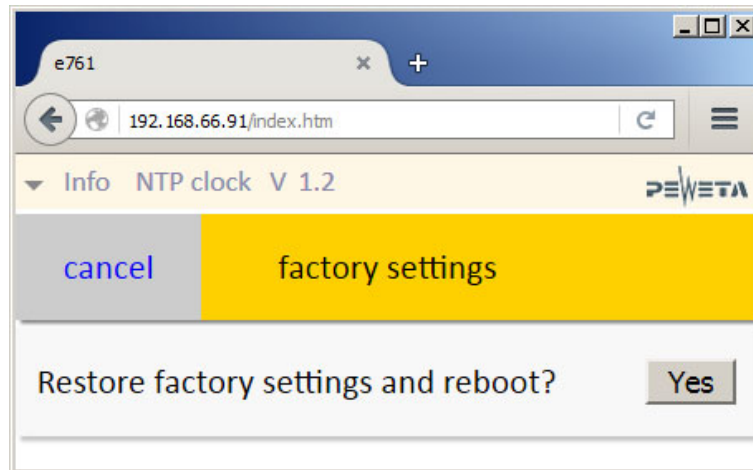 e761
192.168.66.91/index.htm
Info NTP clock V 1.2 PEWETA
cancel factory settings
Restore factory settings and reboot? Yes